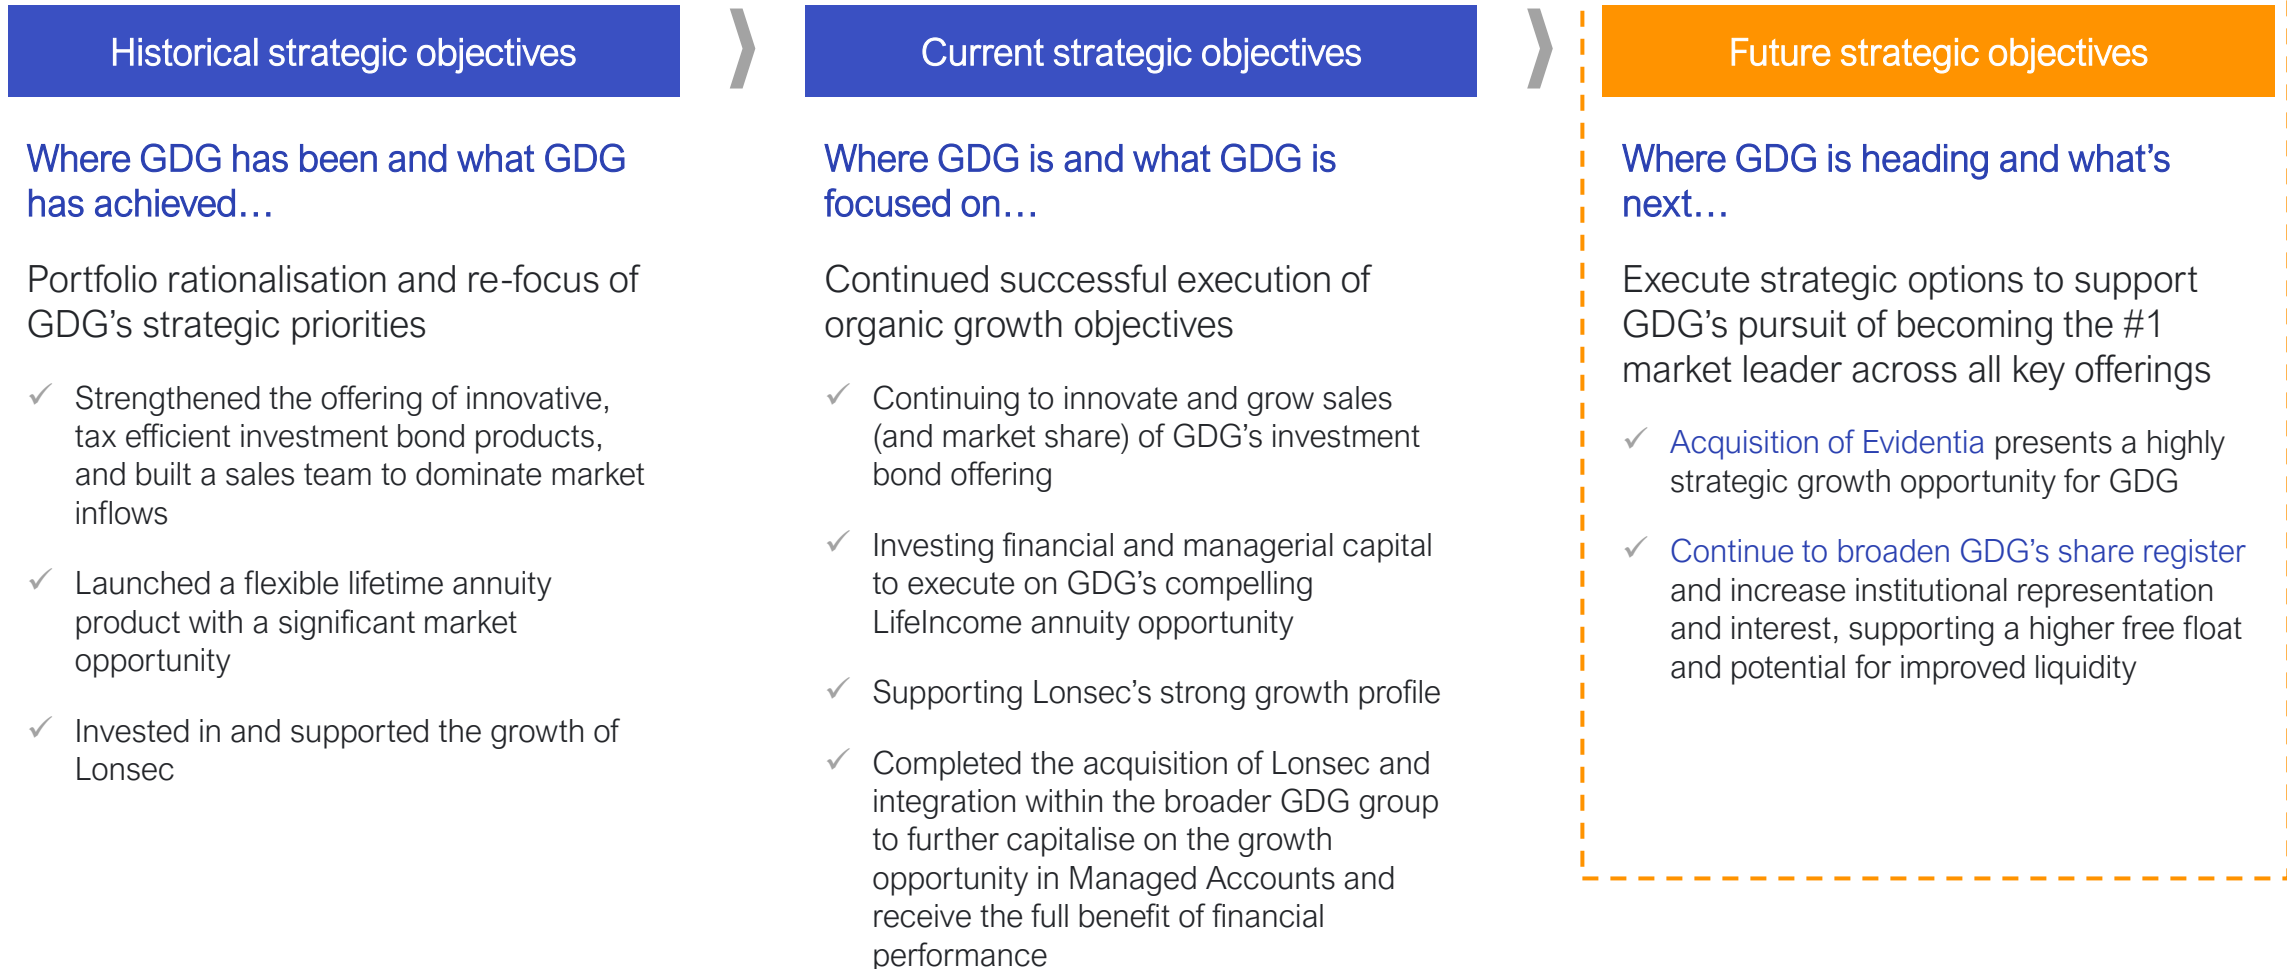 Historical strategic objectives
Where GDG has been and what GDG
has achieved…
Portfolio rationalisation and re-focus of
GDG’s strategic priorities
✓ Strengthened the offering of innovative,
tax efficient investment bond products,
and built a sales team to dominate market
inflows
✓ Launched a flexible lifetime annuity
product with a significant market
opportunity
✓ Invested in and supported the growth of
Lonsec
Current strategic objectives
Where GDG is and what GDG is
focused on…
Continued successful execution of
organic growth objectives
✓ Continuing to innovate and grow sales
(and market share) of GDG’s investment
bond offering
✓ Investing financial and managerial capital
to execute on GDG’s compelling
LifeIncome annuity opportunity
✓ Supporting Lonsec’s strong growth profile
✓ Completed the acquisition of Lonsec and
integration within the broader GDG group
to further capitalise on the growth
opportunity in Managed Accounts and
receive the full benefit of financial
performance
Future strategic objectives
Where GDG is heading and what’s
next…
Execute strategic options to support
GDG’s pursuit of becoming the #1
market leader across all key offerings
✓ Acquisition of Evidentia presents a highly
strategic growth opportunity for GDG
✓ Continue to broaden GDG’s share register
and increase institutional representation
and interest, supporting a higher free float
and potential for improved liquidity